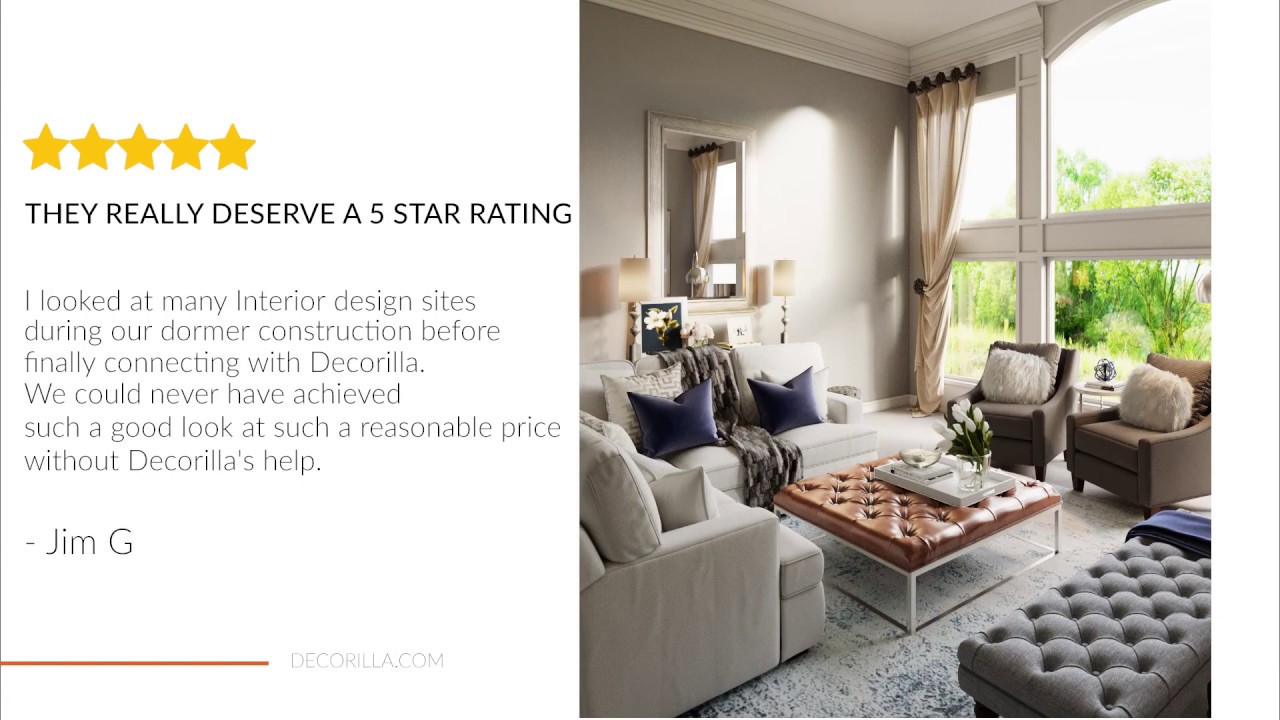 THEY REALLY DESERVE A 5 STAR RATING
I looked at many Interior design sites
during our dormer construction before
finally connecting with Decorilla.
We could never have achieved
such a good look at such a reasonable price
without Decorilla's help.
- Jim G
DECORILLA.COM